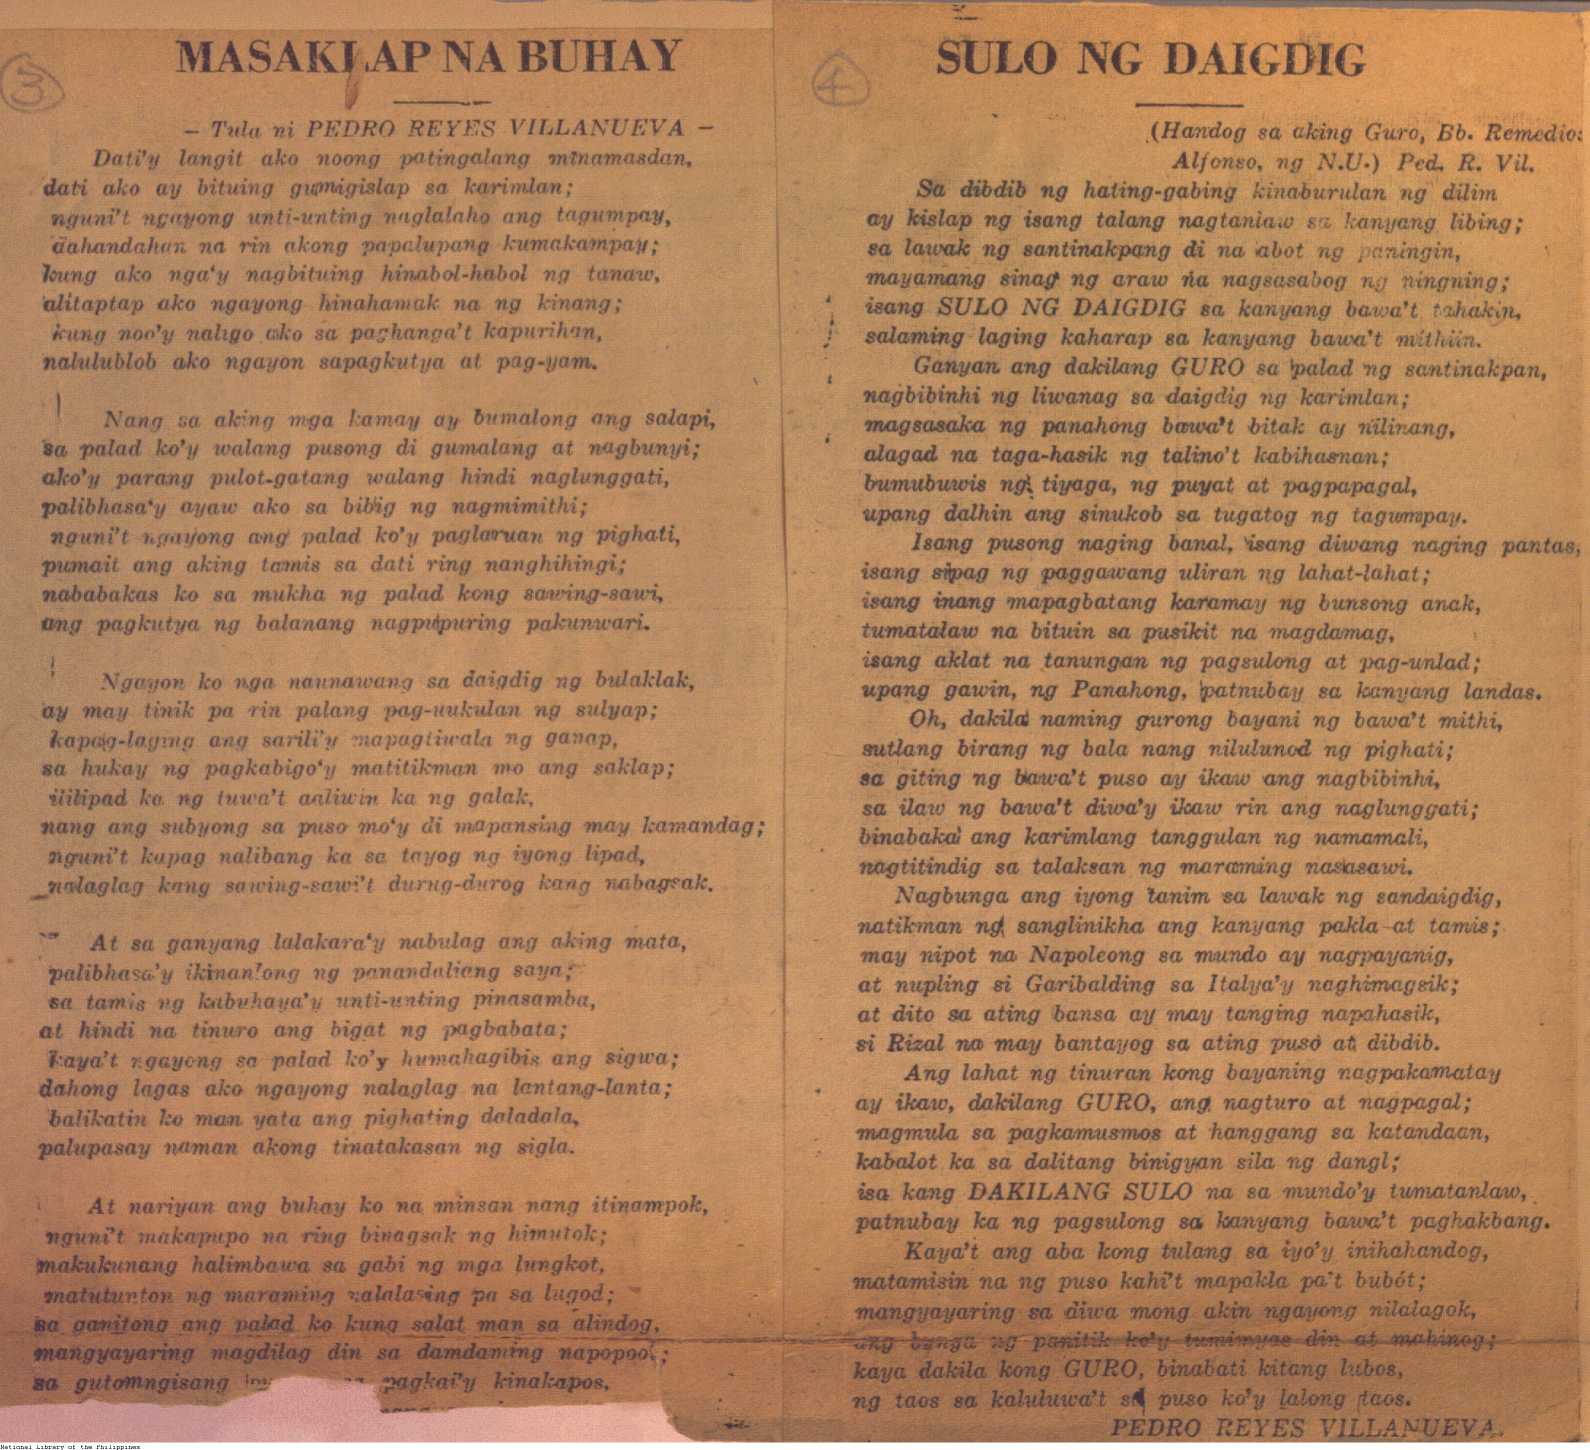 3
MASAKLAP NA BUHAY
— Tula ni PEDRO REYES VILLANUEVA —
Dati'y langit ako noong patingalang minamasdan,
dati ako ay bituing gumigislap sa karimlan;
nguni't ngayong unti-unting naglalaho ang tagumpay,
dahandahan na rin akong papalupang kumakampay;
kung ako nga'y nagbituing hinabol-habol ng tanaw,
alitaptap ako ngayong hinahamak na ng kinang;
kung noo'y naligo ako sa paghanga't kapurihan,
nalulublob ako ngayon sapagkutya at pag-yam.
Nang sa aking mga kamay ay bumalong ang salapi,
sa palad ko'y walang pusong di gumalang at nagbunyi;
ako'y parang pulot-gatang walang hindi naglunggati,
palibhasa'y ayaw ako sa bibig ng nagmimithi;
nguni't ngayong ang palad ko'y paglaruan ng pighati,
pumait ang aking tamis sa dati ring nanghihingi;
nababakas ko sa mukha ng palad kong sawing-sawi,
ang pagkutya ng balanang nagpupuring pakunwari.
Ngayon ko nga naunawang sa daigdig ng bulaklak,
ay may tinik pa rin palang pag-uukulan ng sulyap;
kapag-laging ang sarili'y mapagtiwala ng ganap,
sa hukay ng pagkabigo'y matitikman mo ang saklap;
ililipad ka ng tuwa't aaliwin ka ng galak,
nang ang subyong sa puso mo'y di mapansing may kamandag;
nguni't kapag nalibang ka sa tayog ng iyong lipad,
nalaglag kang sawing-sawi't durug-durog kang nabagsak.
At sa ganyang lalakara'y nabulag ang aking mata,
palibhasa'y ikinanlong ng panandaliang saya;
sa tamis ng kabuhaya'y unti-unting pinasamba,
at hindi na tinuro ang bigat ng pagbabata;
kaya't ngayong sa palad ko'y humahagibis ang sigwa;
dahong lagas ako ngayong nalaglag na lantang-lanta;
balikatin ko man yata ang pighating daladala,
palupasay naman akong tinatakasan ng sigla.
At nariyan ang buhay ko na minsan nang itinampok,
nguni't makapupo na ring binagsak ng himutok;
makukunang halimbawa sa gabi ng mga lungkot,
matutunton ng maraming nalalasing pa sa lugod;
sa ganitong ang palad ko kung salat man sa alindog,
mangyayaring magdilag din sa damdaming napopoot;
sa gutomngisang pagkai'y kinakapos,
4
SULO NG DAIGDIG
(Handog sa aking Guro, Bb. Remedios
Alfonso, ng N.U.) Ped. R. Vil.
Sa dibdib ng hating-gabing kinaburulan ng dilim
ay kislap ng isang talang nagtaniaw sa kanyang libing;
sa lawak ng santinakpang di na abot ng paningin,
mayamang sinag ng araw na nagsasabog ng ningning;
isang SULO NG DAIGDIG sa kanyang bawa't tahakin,
salaming laging kaharap sa kanyang bawa't mithiin.
Ganyan ang dakilang GURO sa palad ng santinakpan,
nagbibinhi ng liwanag sa daigdig ng karimlan;
magsasaka ng panahong bawa't bitak ay nililinang,
alagad na taga-hasik ng talino't kabihasnan;
bumubuwis ng tiyaga, ng puyat at pagpapagal,
upang dalhin ang sinukob sa tugatog ng tagumpay.
Isang pusong naging banal, isang diwang naging pantas,
isang sipag ng paggawang uliran ng lahat-lahat;
isang inang mapagbatang karamay ng bunsong anak,
tumatalaw na bituin sa pusikit na magdamag,
isang aklat na tanungan ng pagsulong at pag-unlad;
upang gawin, ng Panahong, patnubay sa kanyang landas.
Oh, dakila naming gurong bayani ng bawa't mithi,
sutlang birang ng bala nang nilulunod ng pighati;
sa giting ng bawa't puso ay ikaw ang nagbibinhi,
sa ilaw ng bawa't diwa'y ikaw rin ang naglunggati;
binabaka ang karimlang tanggulan ng namamali,
nagtitindig sa talaksan ng maraming nasasawi.
Nagbunga ang iyong tanim sa lawak ng sandaigdig,
natikman ng sanglinikha ang kanyang pakla at tamis;
may nipot na Napoleong sa mundo ay nagpayanig,
at nupling si Garibalding sa Italya'y naghimagsik;
at dito sa ating bansa ay may tanging napahasik,
si Rizal na may bantayog sa ating puso at dibdib.
Ang lahat ng tinuran kong bayaning nagpakamatay
ay ikaw, dakilang GURO, ang nagturo at nagpagal;
magmula sa pagkamusmos at hanggang sa katandaan,
kabalot ka sa dalitang binigyan sila ng dangl;
isa kang DAKILANG SULO na sa mundo'y tumatanlaw,
patnubay ka ng pagsulong sa kanyang bawa't paghakbang.
Kaya't ang aba kong tulang sa iyo'y inihahandog,
matamisin na ng puso kahi't mapakla pa't bubót;
mangyayaring sa diwa mong akin ngayong nilalagok,
ang bunga ng panitik ko'y tumimyas din at mahinog;
kaya dakila kong GURO, binabati kitang lubos,
ng taos sa kaluluwa't sa puso ko'y lalong taos.
PEDRO REYES VILLANUEVA.
National Library of the Philippines